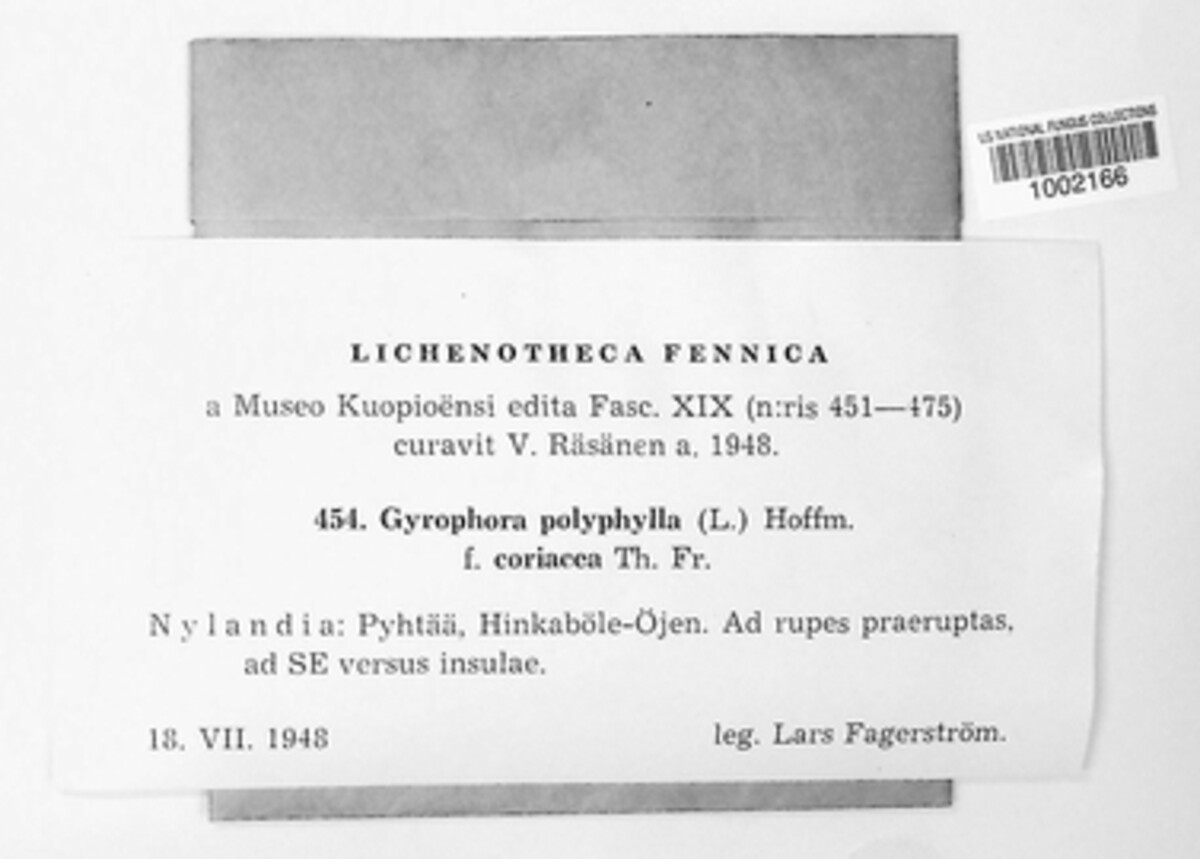 US NATIONAL FUNGUS COLLECTIONS
1002166
LICHENOTHECA FENNICA
a Museo Kuopioënsi edita Fasc. XIX (n:ris 451—475)
curavit V. Räsänen a. 1948.
454. Gyrophora polyphylla (L.) Hoffm.
f. coriacea Th. Fr.
Nylandia: Pyhtää, Hinkaböle-Öjen. Ad rupes praeruptas,
ad SE versus insulae.
18. VII. 1948 leg. Lars Fagerström.